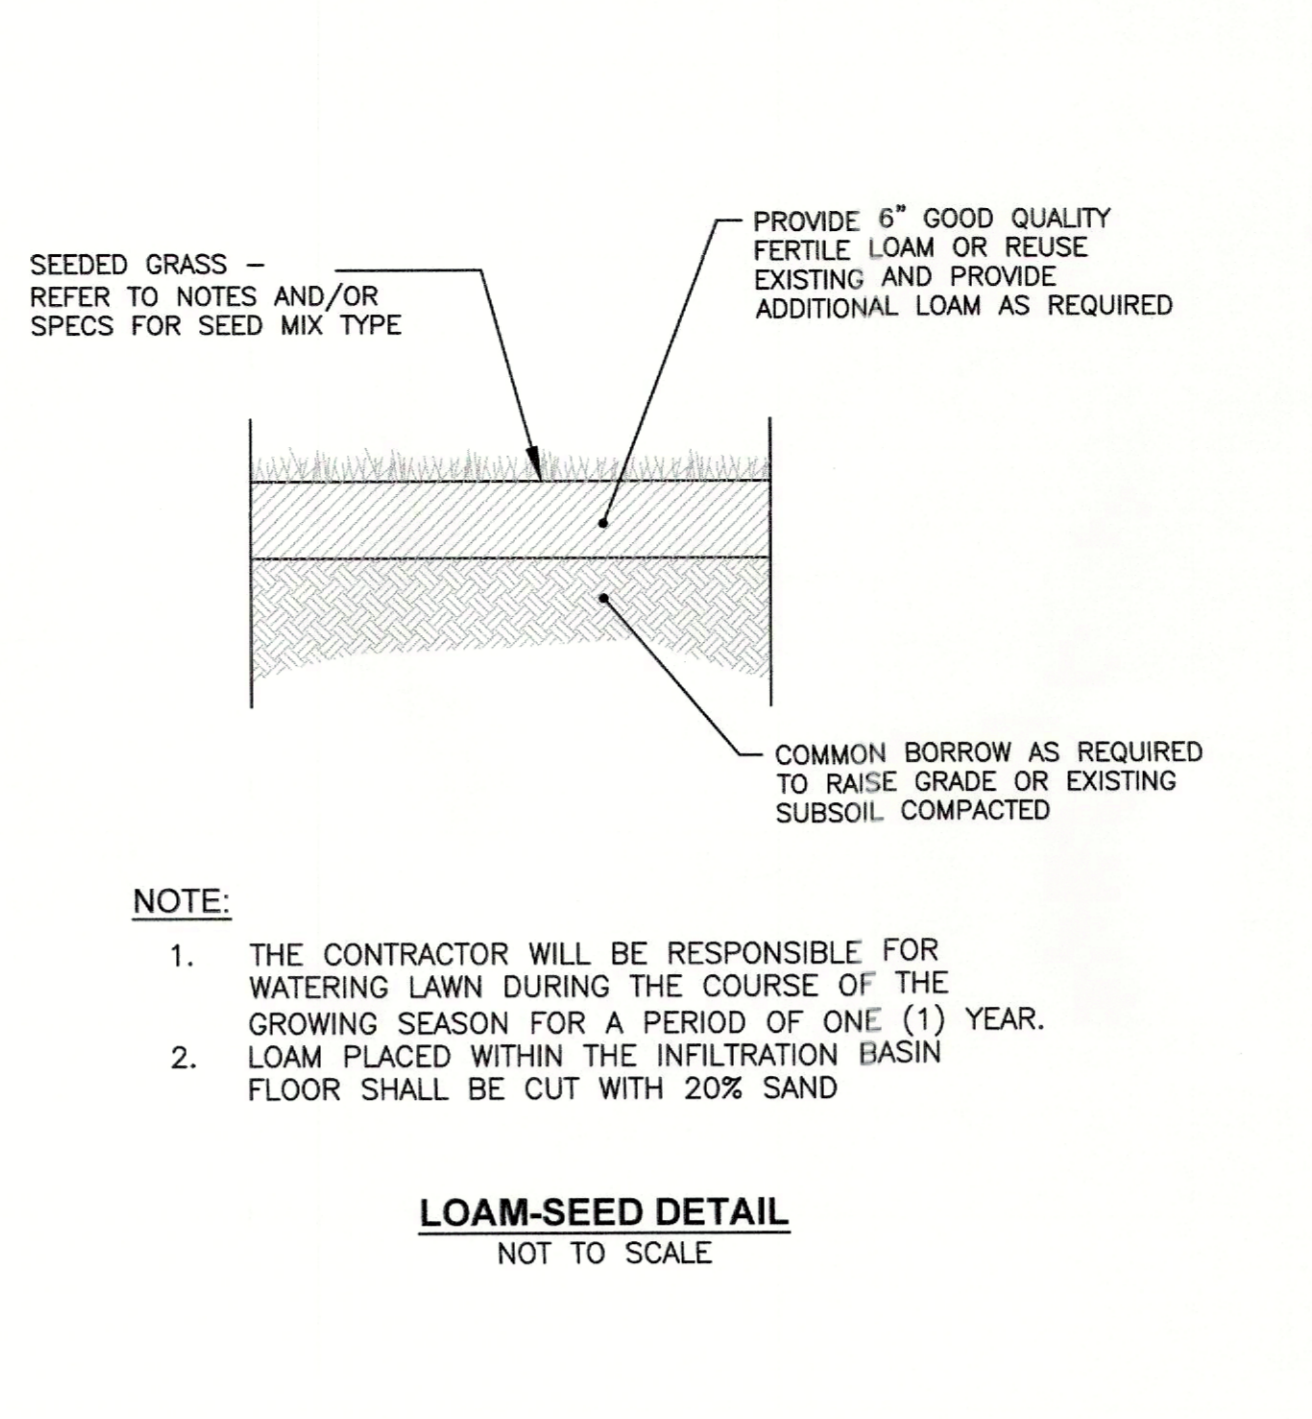 SEEDED GRASS –
REFER TO NOTES AND/OR
SPECS FOR SEED MIX TYPE
PROVIDE 6" GOOD QUALITY
FERTILE LOAM OR REUSE
EXISTING AND PROVIDE
ADDITIONAL LOAM AS REQUIRED
COMMON BORROW AS REQUIRED
TO RAISE GRADE OR EXISTING
SUBSOIL COMPACTED
NOTE:
1. THE CONTRACTOR WILL BE RESPONSIBLE FOR
WATERING LAWN DURING THE COURSE OF THE
GROWING SEASON FOR A PERIOD OF ONE (1) YEAR.
2. LOAM PLACED WITHIN THE INFILTRATION BASIN
FLOOR SHALL BE CUT WITH 20% SAND
LOAM-SEED DETAIL
NOT TO SCALE